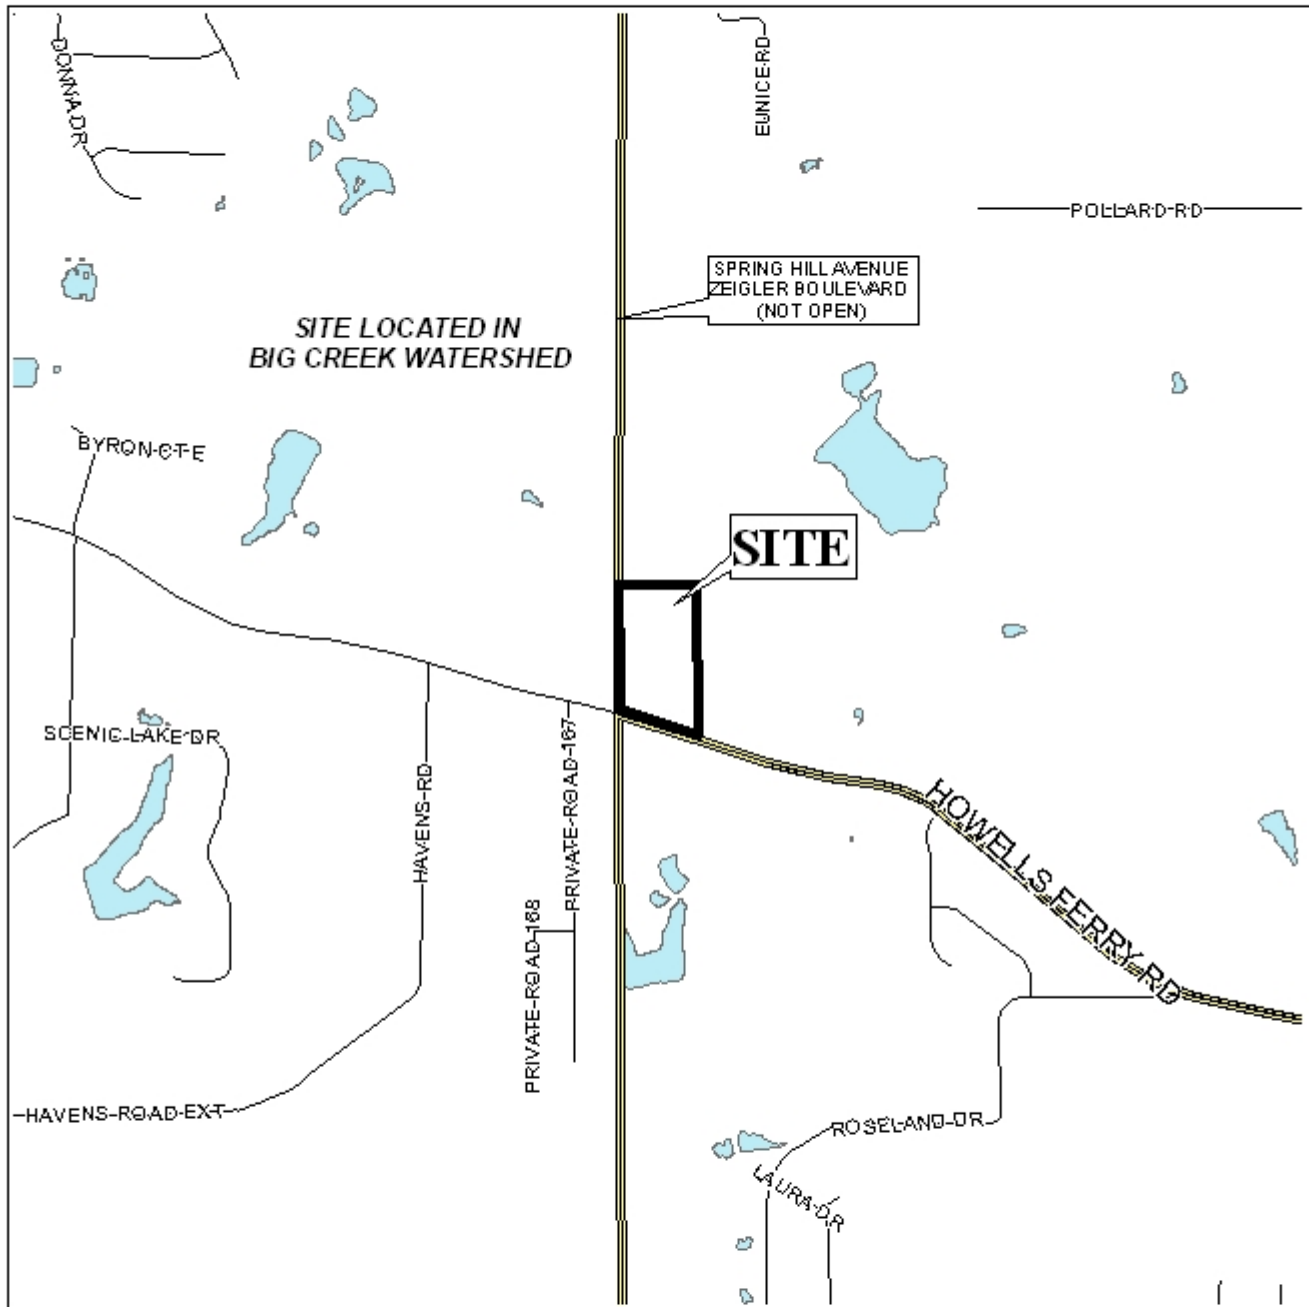 DONNA DR
EUNICE RD
POLLARD RD
SPRING HILL AVENUE
ZEIGLER BOULEVARD
(NOT OPEN)
SITE LOCATED IN
BIG CREEK WATERSHED
BYRON CT E
SITE
SCENIC LAKE DR
HAVENS RD
PRIVATE ROAD 167
PRIVATE ROAD 168
HOWELLS FERRY RD
HAVENS ROAD EXT
ROSELAND DR
LAURA DR